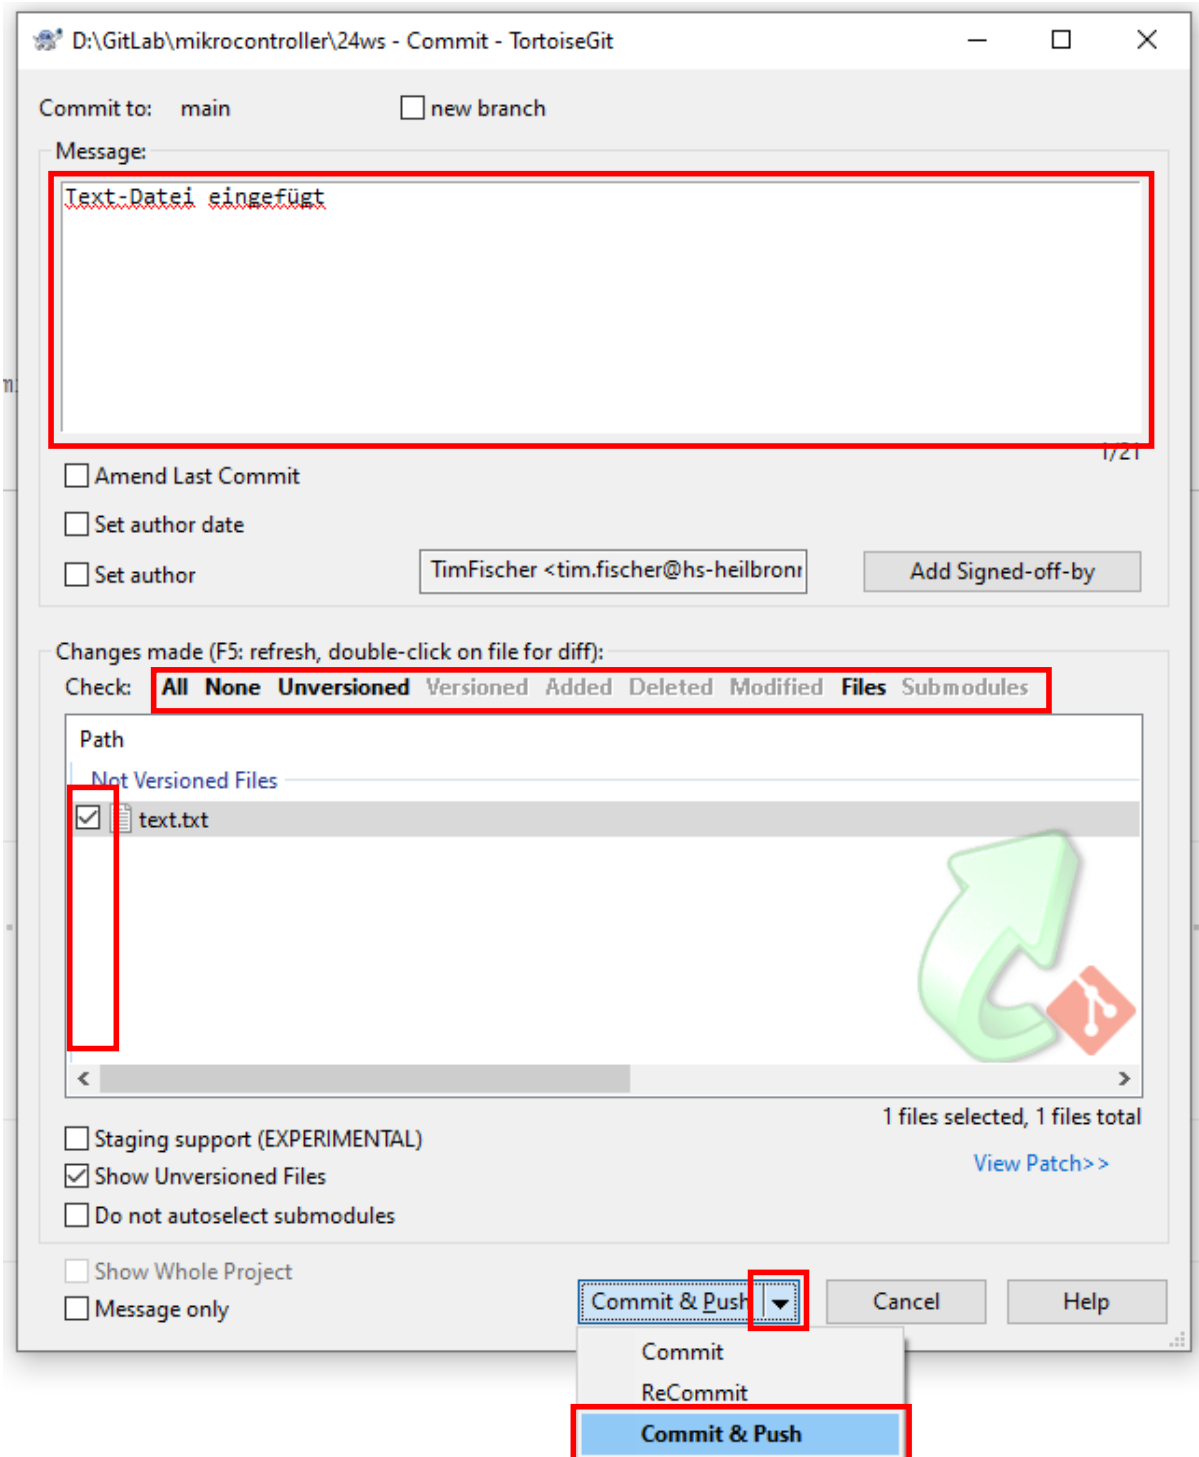 D:\GitLab\mikrocontroller\24ws - Commit - TortoiseGit
Commit to: main new branch
Message:
Text-Datei eingefügt
1/21
Amend Last Commit
Set author date
Set author TimFischer <tim.fischer@hs-heilbronn Add Signed-off-by
Changes made (F5: refresh, double-click on file for diff):
Check: All None Unversioned Versioned Added Deleted Modified Files Submodules
Path
Not Versioned Files
text.txt
1 files selected, 1 files total
Staging support (EXPERIMENTAL)
View Patch>>
Show Unversioned Files
Do not autoselect submodules
Show Whole Project
Message only
Commit & Push Cancel Help
Commit
ReCommit
Commit & Push